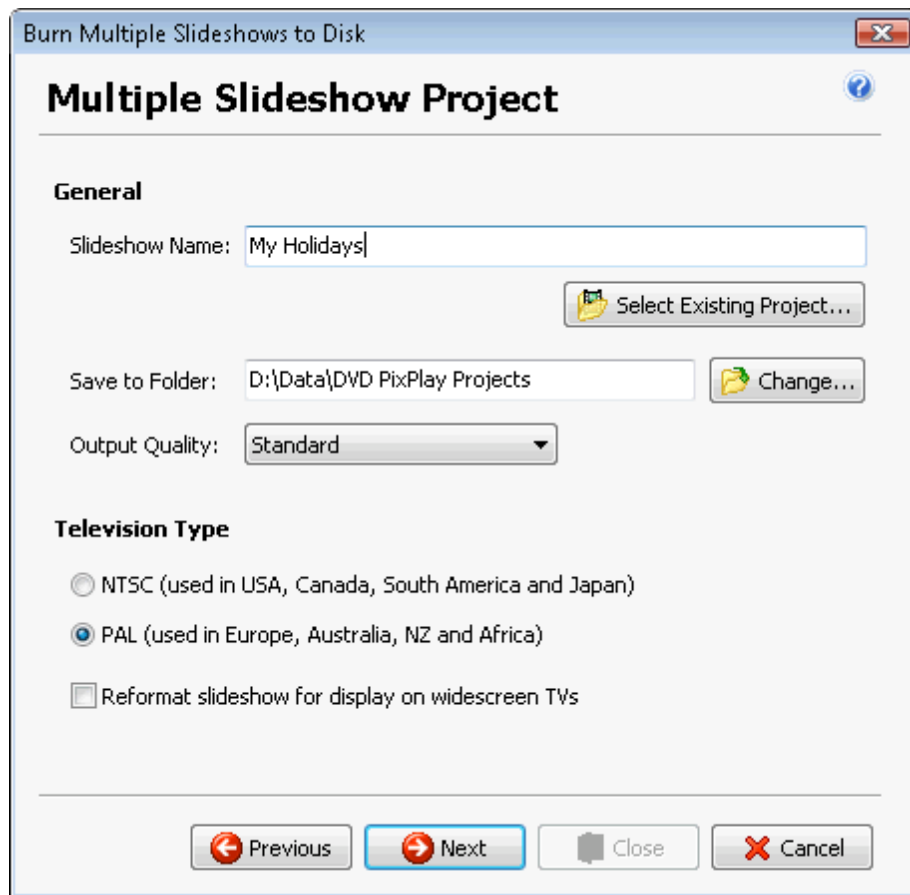 Burn Multiple Slideshows to Disk
Multiple Slideshow Project
General
Slideshow Name: My Holidays
Select Existing Project...
Save to Folder: D:\Data\DVD PixPlay Projects Change...
Output Quality: Standard
Television Type
NTSC (used in USA, Canada, South America and Japan)
PAL (used in Europe, Australia, NZ and Africa)
Reformat slideshow for display on widescreen TVs
Previous Next Close Cancel